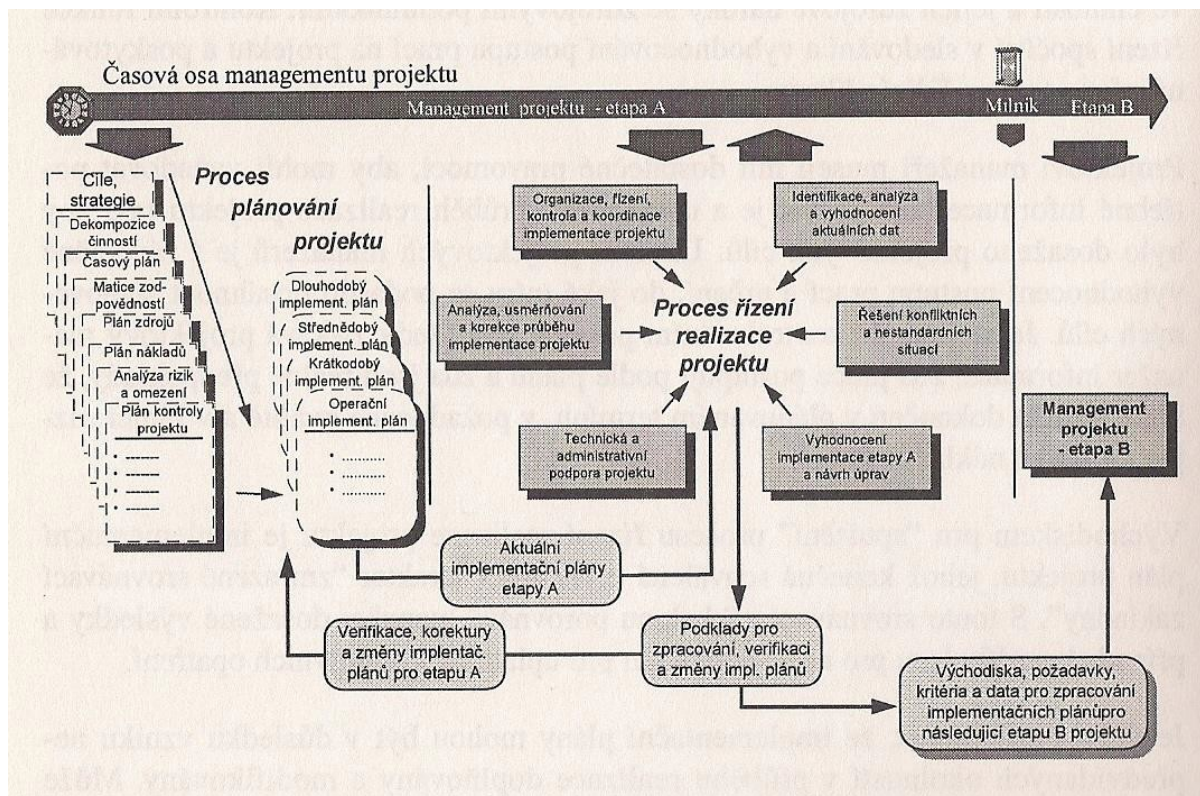 Časová osa managementu projektu
Management projektu - etapa A
Milník
Etapa B
Cíle,
strategie
Dekompozice
činností
Časový plán
Matice zod-
povědností
Plán zdrojů
Plán nákladů
Analýza rizik
a omezení
Plán kontroly
projektu
Proces
plánování
projektu
Dlouhodobý
implement. plán
Střednědobý
implement. plán
Krátkodobý
implement. plán
Operační
implement. plán
Organizace, řízení,
kontrola a koordinace
implementace projektu
Identifikace, analýza
a vyhodnocení
aktuálních dat
Analýza, usměrňování
a korekce průběhu
implementace projektu
Proces řízení
realizace
projektu
Řešení konfliktních
a nestandardních
situací
Technická a
administrativní
podpora projektu
Vyhodnocení
implementace etapy A
a návrh úprav
Management
projektu
- etapa B
Aktuální
implementační plány
etapy A
Verifikace, korektury
a změny implentač.
plánů pro etapu A
Podklady pro
zpracování, verifikaci
a změny impl. plánů
Východiska, požadavky,
kritéria a data pro zpracování
implementačních plánůpro
následující etapu B projektu